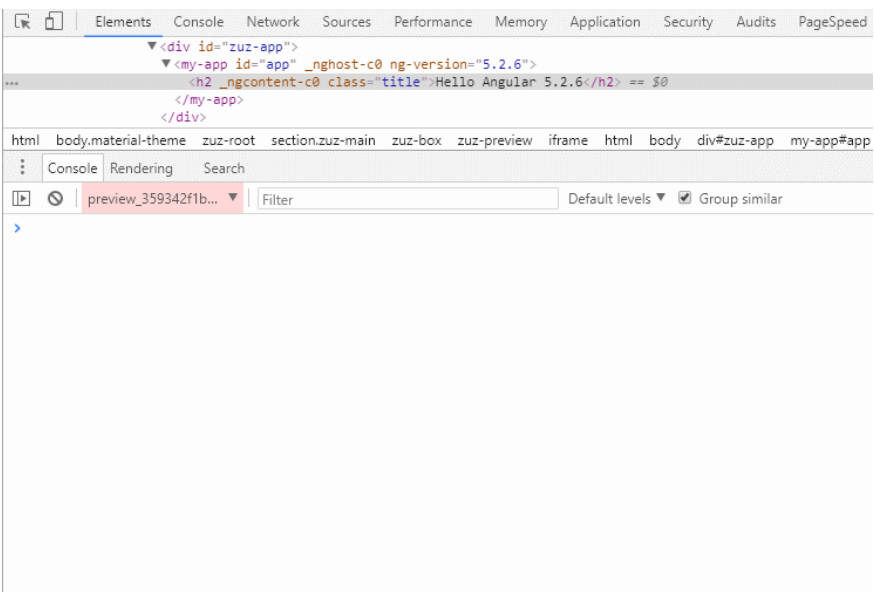 Elements Console Network Sources Performance Memory Application Security Audits PageSpeed
▼<div id="zuz-app">
▼<my-app id="app" _nghost-c0 ng-version="5.2.6">
... <h2 _ngcontent-c0 class="title">Hello Angular 5.2.6</h2> == $0
</my-app>
</div>
html body.material-theme zuz-root section.zuz-main zuz-box zuz-preview iframe html body div#zuz-app my-app#app
Console Rendering Search
preview_359342f1b... ▼ Filter Default levels ▼ Group similar
>